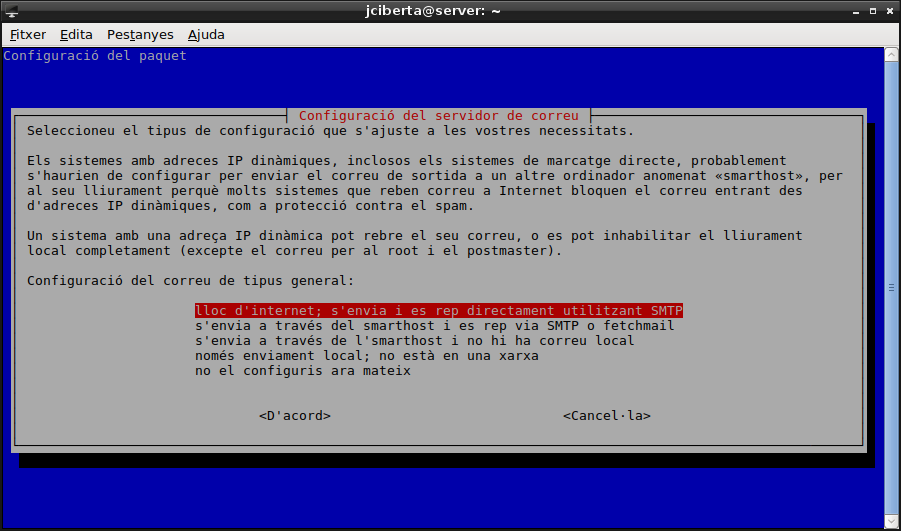 jciberta@server: ~
Fitxer Edita Pestanyes Ajuda
Configuració del paquet
Configuració del servidor de correu
Seleccioneu el tipus de configuració que s'ajuste a les vostres necessitats.
Els sistemes amb adreces IP dinàmiques, inclosos els sistemes de marcatge directe, probablement
s'haurien de configurar per enviar el correu de sortida a un altre ordinador anomenat «smarthost», per
al seu lliurament perquè molts sistemes que reben correu a Internet bloquen el correu entrant des
d'adreces IP dinàmiques, com a protecció contra el spam.
Un sistema amb una adreça IP dinàmica pot rebre el seu correu, o es pot inhabilitar el lliurament
local completament (excepte el correu per al root i el postmaster).
Configuració del correu de tipus general:
lloc d'internet; s'envia i es rep directament utilitzant SMTP
s'envia a través del smarthost i es rep via SMTP o fetchmail
s'envia a través de l'smarthost i no hi ha correu local
només enviament local; no està en una xarxa
no el configuris ara mateix
<D'acord> <Cancel·la>